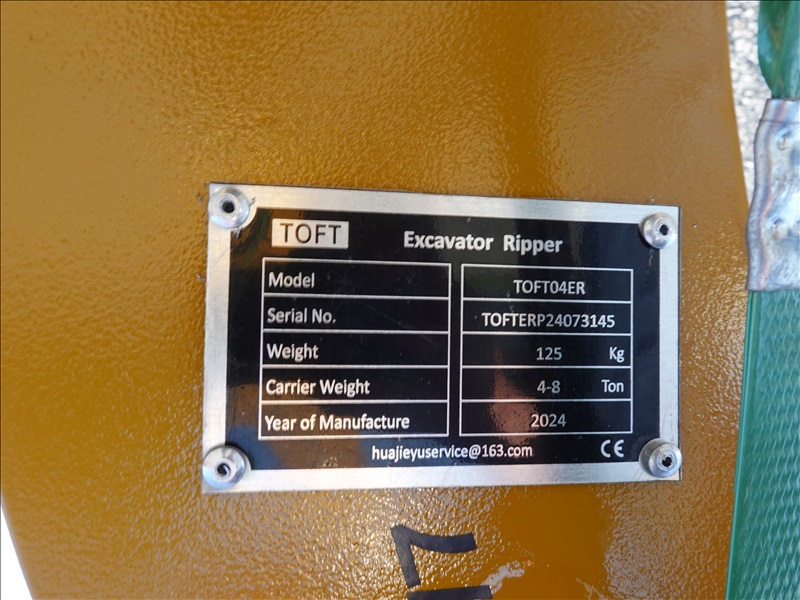 TOFT Excavator Ripper
Model TOFT04ER
Serial No. TOFTERP24073145
Weight 125 Kg
Carrier Weight 4-8 Ton
Year of Manufacture 2024
huajieyuservice@163.com CE